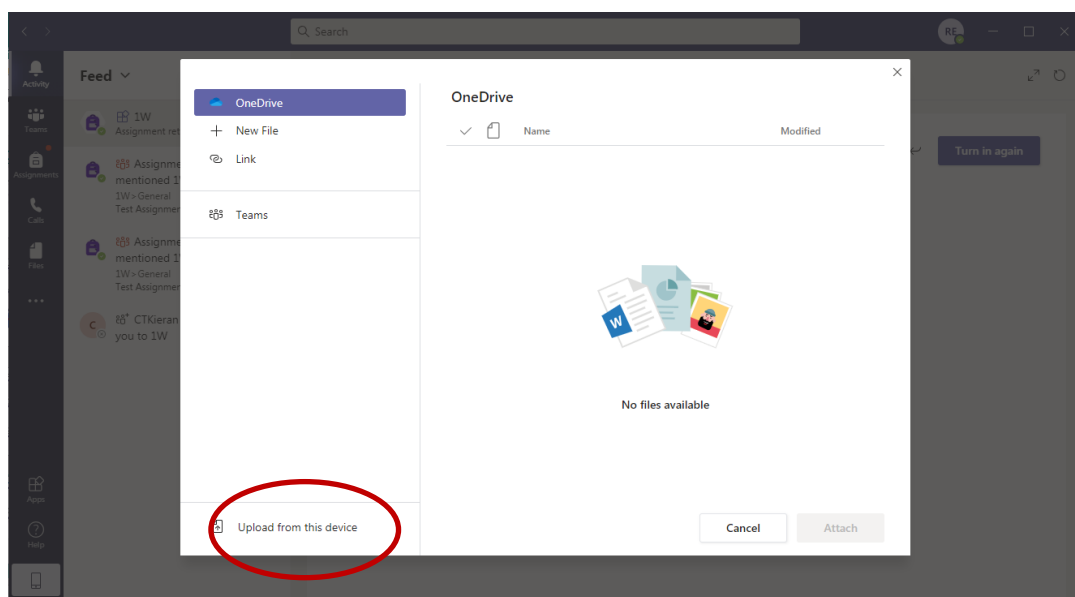 Search
RF
Activity
Feed
Teams
1W
Assignment ret
Assignments
Assignme
mentioned 1
1W > General
Test Assignmen
Calls
Files
Assignme
mentioned 1
1W > General
Test Assignmen
C
CTKieran
you to 1W
Apps
Help
OneDrive
New File
Link
Teams
Upload from this device
OneDrive
Name Modified
W
No files available
Cancel Attach
Turn in again